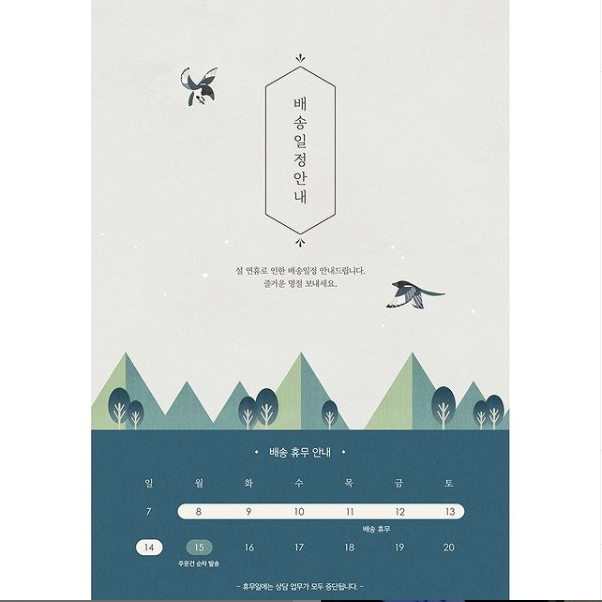 배송일정안내
설 연휴로 인한 배송일정 안내드립니다.
즐거운 명절 보내세요.
배송 휴무 안내
일 월 화 수 목 금 토
7 8 9 10 11 12 13
배송 휴무
14 15 16 17 18 19 20
주문건 순차 발송
- 휴무일에는 상담 업무가 모두 중단됩니다. -